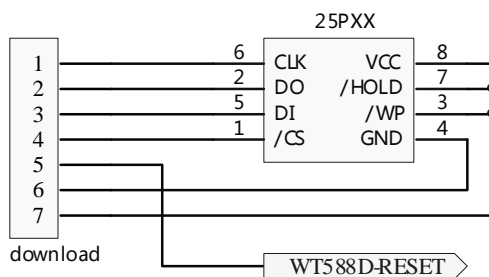 25PXX
1 6 CLK VCC 8
2 2 DO /HOLD 7
3 5 DI /WP 3
4 1 /CS GND 4
5
6
7
download
WT588D-RESET